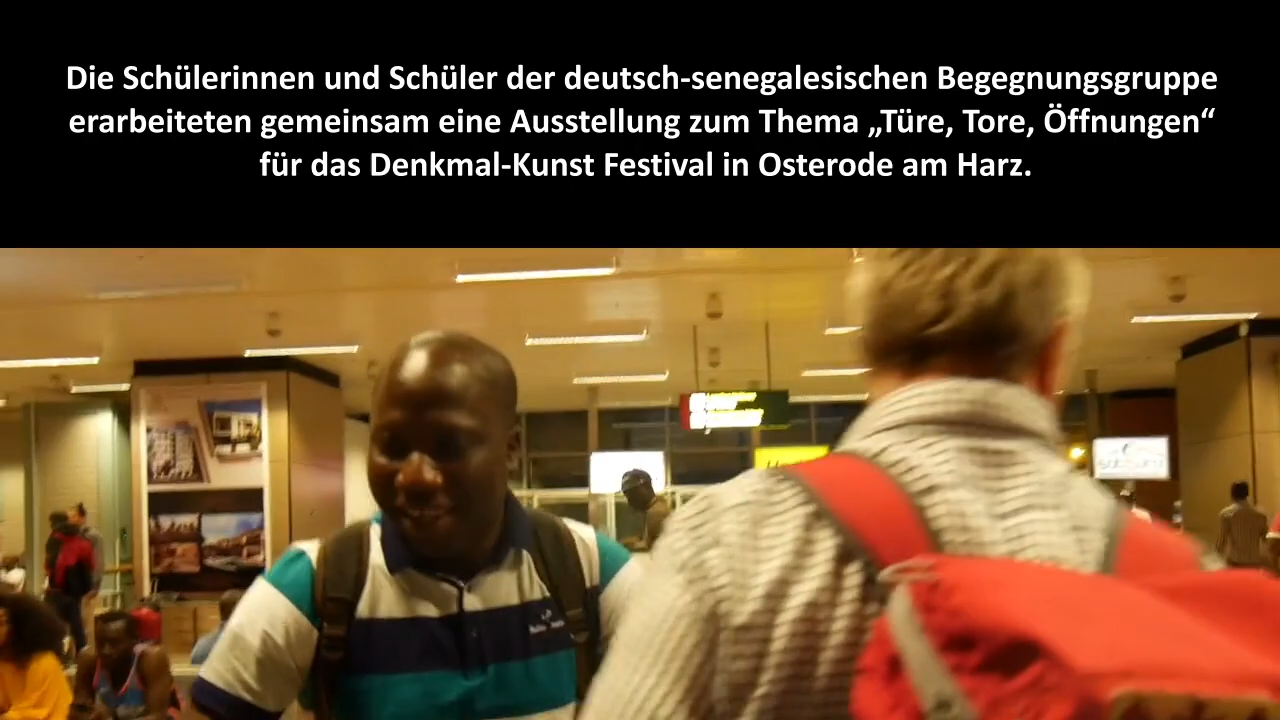 Die Schülerinnen und Schüler der deutsch-senegalesischen Begegnungsgruppe
erarbeiteten gemeinsam eine Ausstellung zum Thema „Türe, Tore, Öffnungen“
für das Denkmal-Kunst Festival in Osterode am Harz.